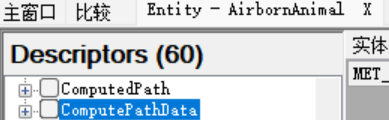 主窗口 比较 Entity - AirbornAnimal X
Descriptors (60)
实体
MET_
ComputedPath
ComputePathData